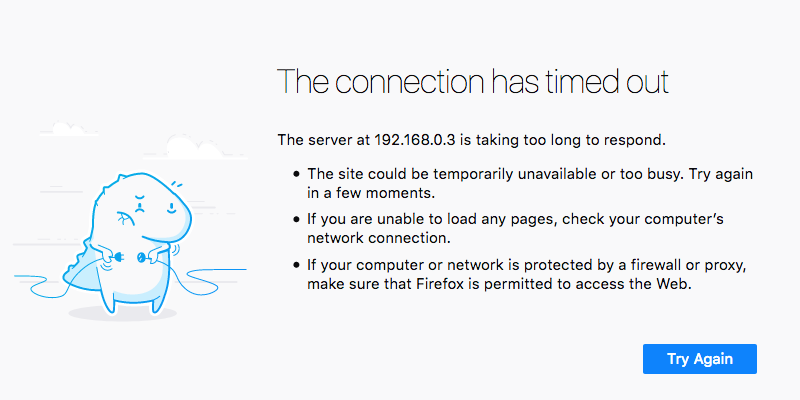 The connection has timed out
The server at 192.168.0.3 is taking too long to respond.
• The site could be temporarily unavailable or too busy. Try again
in a few moments.
• If you are unable to load any pages, check your computer’s
network connection.
• If your computer or network is protected by a firewall or proxy,
make sure that Firefox is permitted to access the Web.
Try Again